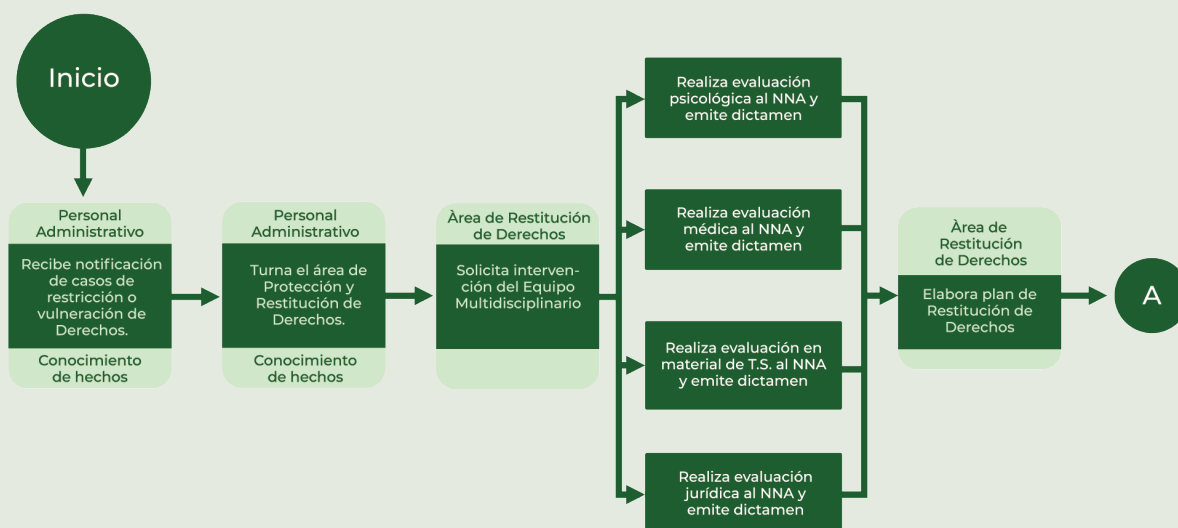 Inicio
Personal
Administrativo
Recibe notificación
de casos de
restricción o
vulneración de
Derechos.
Conocimiento
de hechos
Personal
Administrativo
Turna el área de
Protección y
Restitución de
Derechos.
Conocimiento
de hechos
Àrea de Restitución
de Derechos
Solicita interven-
ción del Equipo
Multidisciplinario
Realiza evaluación
psicológica al NNA y
emite dictamen
Realiza evaluación
médica al NNA y
emite dictamen
Realiza evaluación en
material de T.S. al NNA
y emite dictamen
Realiza evaluación
jurídica al NNA y
emite dictamen
Àrea de
Restitución
de Derechos
Elabora plan de
Restitución de
Derechos
A